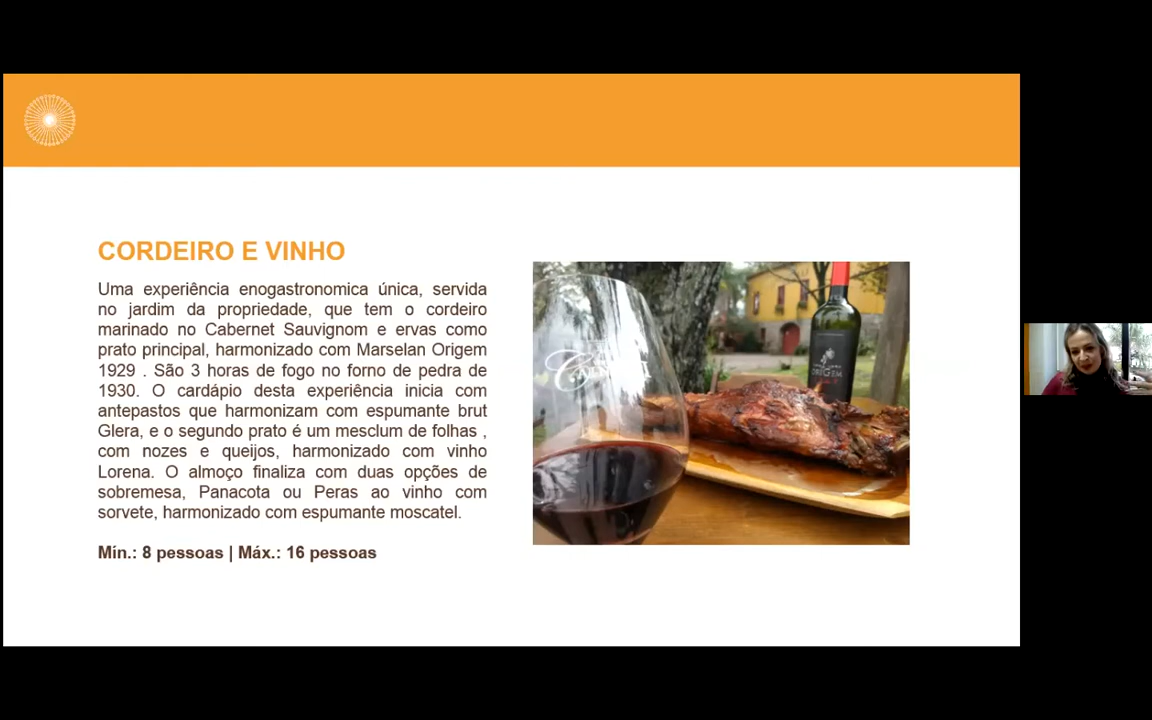 CORDEIRO E VINHO
Uma experiência enogastronomica única, servida
no jardim da propriedade, que tem o cordeiro
marinado no Cabernet Sauvignom e ervas como
prato principal, harmonizado com Marselan Origem
1929 . São 3 horas de fogo no forno de pedra de
1930. O cardápio desta experiência inicia com
antepastos que harmonizam com espumante brut
Glera, e o segundo prato é um mesclum de folhas ,
com nozes e queijos, harmonizado com vinho
Lorena. O almoço finaliza com duas opções de
sobremesa, Panacota ou Peras ao vinho com
sorvete, harmonizado com espumante moscatel.
Mín.: 8 pessoas | Máx.: 16 pessoas
ORIGEM